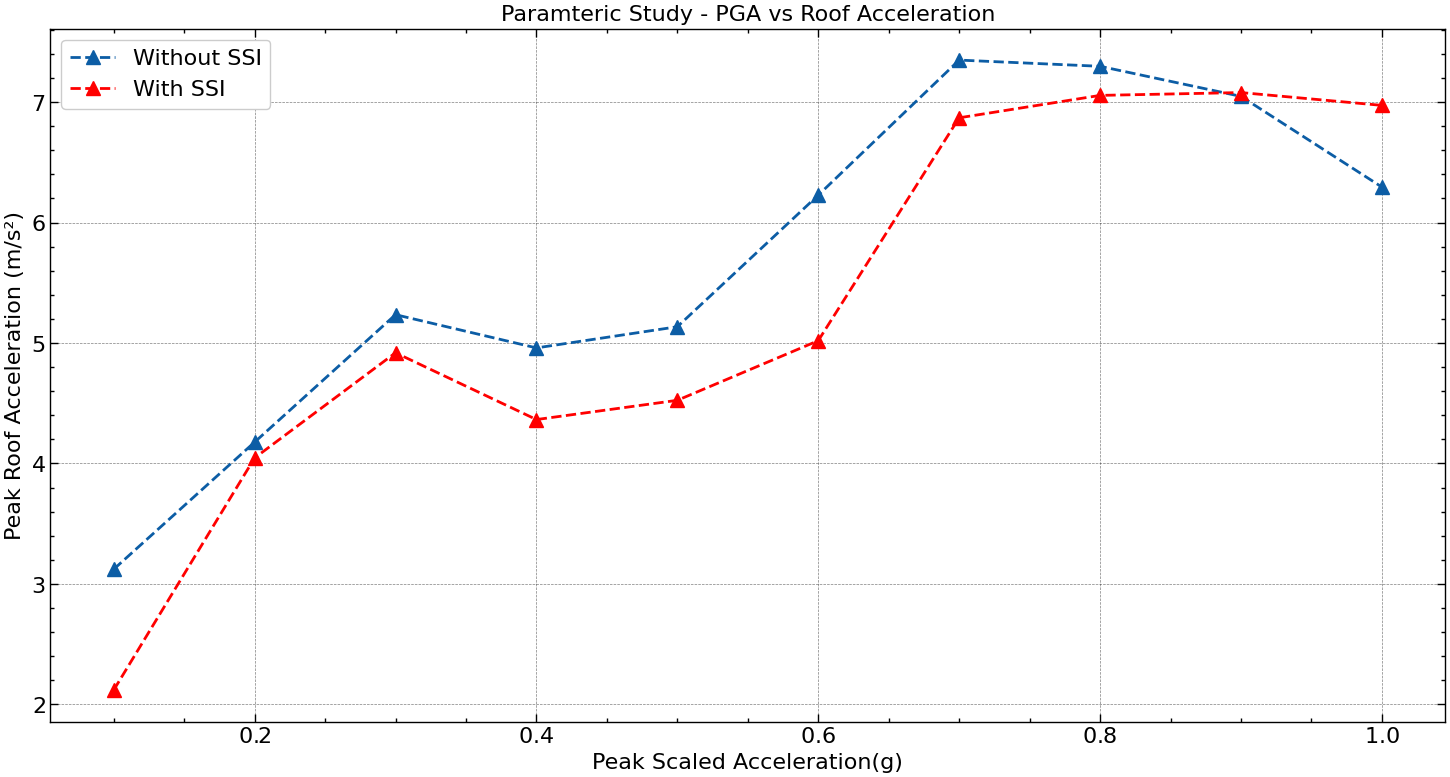 Paramteric Study - PGA vs Roof Acceleration
Without SSI
With SSI
Peak Roof Acceleration (m/s²)
7
6
5
4
3
2
0.2 0.4 0.6 0.8 1.0
Peak Scaled Acceleration(g)